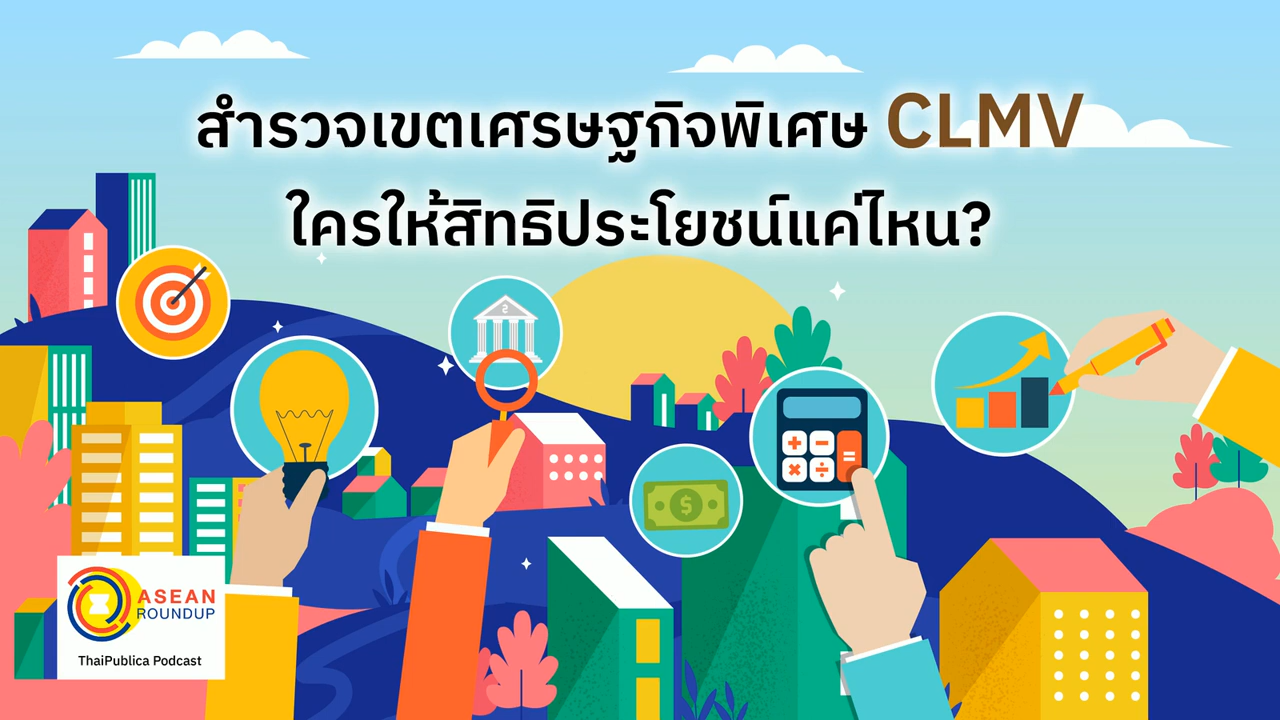 สำรวจเขตเศรษฐกิจพิเศษ CLMV
ใครให้สิทธิประโยชน์แค่ไหน?
ASEAN
ROUNDUP
ThaiPublica Podcast